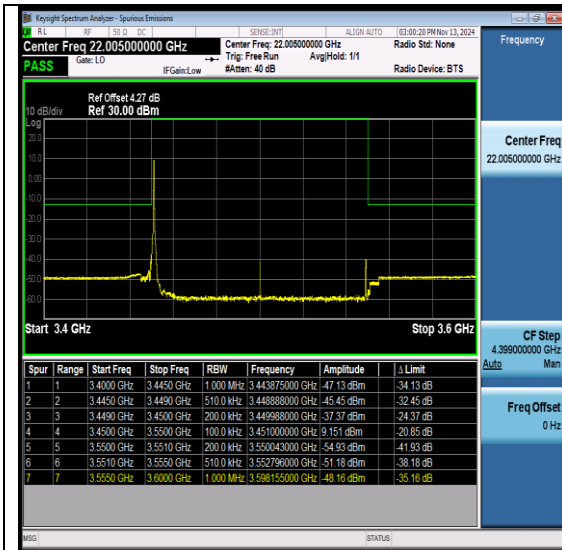 Keysight Spectrum Analyzer - Spurious Emissions
RL RF 50 Ω DC SENSE:INT ALIGN AUTO 03:00:20 PM Nov 13, 2024
Center Freq 22.005000000 GHz
Center Freq: 22.005000000 GHz
Radio Std: None
PASS
Gate: LO
Trig: Free Run Avg|Hold: 1/1
IFGain:Low
#Atten: 40 dB
Radio Device: BTS
Ref Offset 4.27 dB
10 dB/div Ref 30.00 dBm
Log
20.0
10.0
0.00
-10.0
-20.0
-30.0
-40.0
-50.0
-60.0
Start 3.4 GHz Stop 3.6 GHz
Spur Range Start Freq Stop Freq RBW Frequency Amplitude Δ Limit
1 1 3.4000 GHz 3.4450 GHz 1.000 MHz 3.443875000 GHz -47.13 dBm -34.13 dB
2 2 3.4450 GHz 3.4490 GHz 510.0 kHz 3.448888000 GHz -45.45 dBm -32.45 dB
3 3 3.4490 GHz 3.4500 GHz 200.0 kHz 3.449988000 GHz -37.37 dBm -24.37 dB
4 4 3.4500 GHz 3.5500 GHz 100.0 kHz 3.451000000 GHz 9.151 dBm -20.85 dB
5 5 3.5500 GHz 3.5510 GHz 200.0 kHz 3.550043000 GHz -54.93 dBm -41.93 dB
6 6 3.5510 GHz 3.5550 GHz 510.0 kHz 3.552796000 GHz -51.18 dBm -38.18 dB
7 7 3.5550 GHz 3.6000 GHz 1.000 MHz 3.598155000 GHz -48.16 dBm -35.16 dB
MSG STATUS
Frequency
Center Freq
22.005000000 GHz
CF Step
4.399000000 GHz
Auto Man
Freq Offset
0 Hz